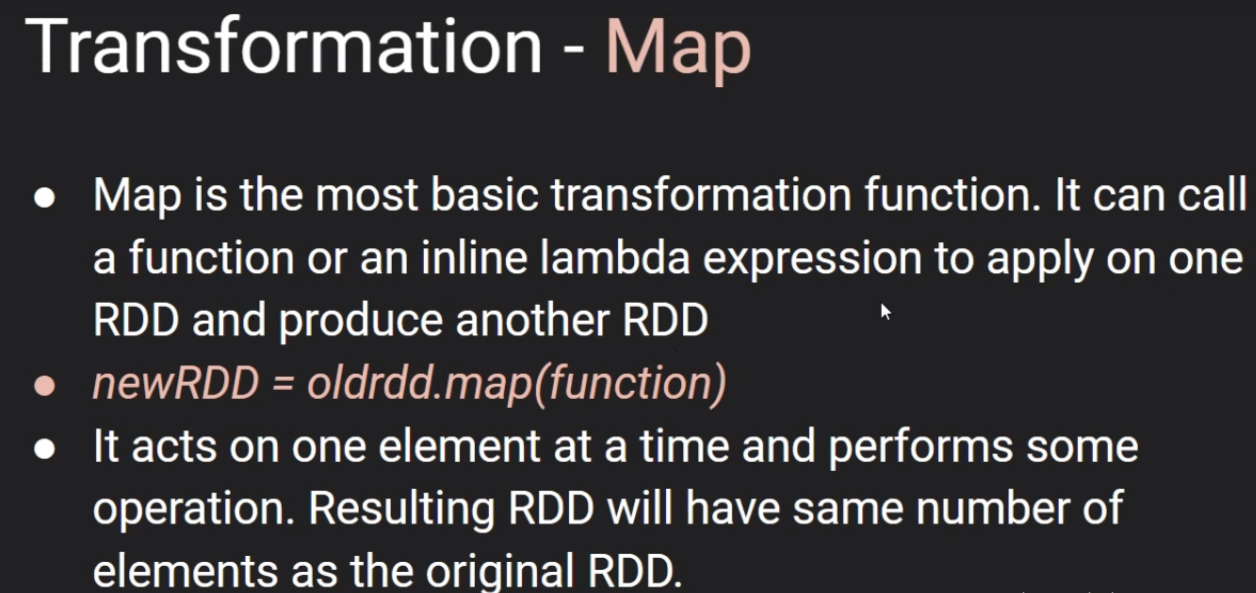 Transformation - Map
● Map is the most basic transformation function. It can call
a function or an inline lambda expression to apply on one
RDD and produce another RDD
● newRDD = oldrdd.map(function)
● It acts on one element at a time and performs some
operation. Resulting RDD will have same number of
elements as the original RDD.